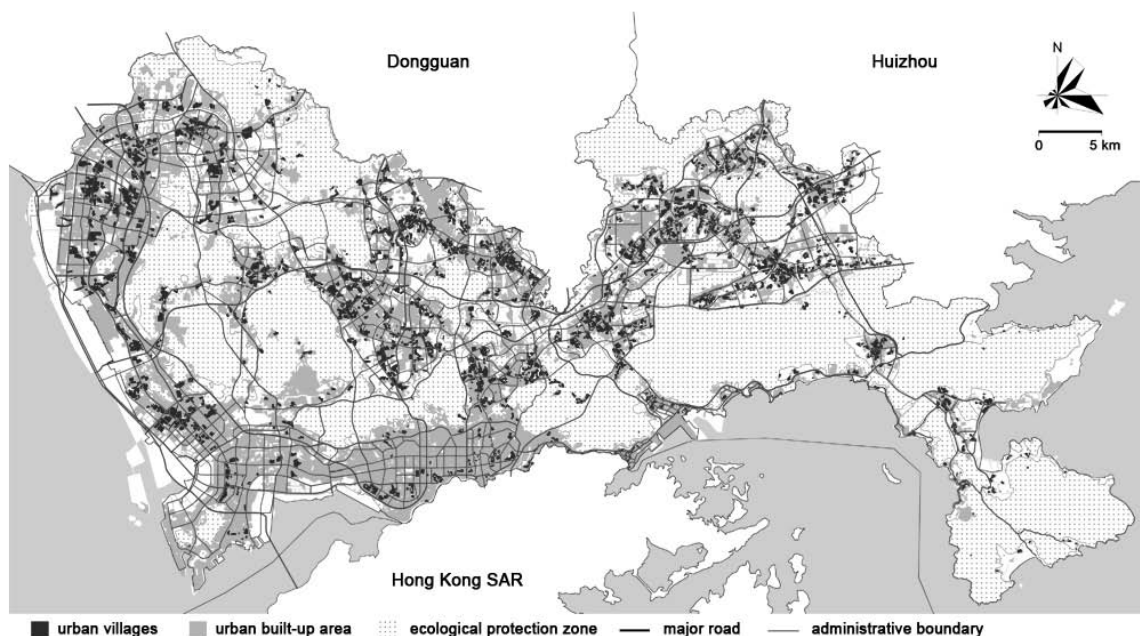 Dongguan
Huizhou
N
0 5 km
Hong Kong SAR
urban villages urban built-up area ecological protection zone major road administrative boundary